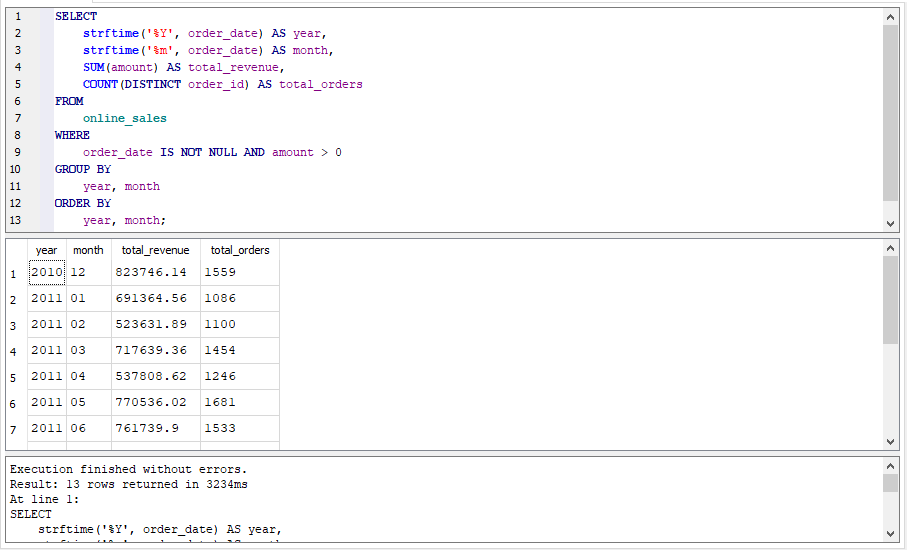 1 SELECT
2 strftime('%Y', order_date) AS year,
3 strftime('%m', order_date) AS month,
4 SUM(amount) AS total_revenue,
5 COUNT(DISTINCT order_id) AS total_orders
6 FROM
7 online_sales
8 WHERE
9 order_date IS NOT NULL AND amount > 0
10 GROUP BY
11 year, month
12 ORDER BY
13 year, month;
year month total_revenue total_orders
1 2010 12 823746.14 1559
2 2011 01 691364.56 1086
3 2011 02 523631.89 1100
4 2011 03 717639.36 1454
5 2011 04 537808.62 1246
6 2011 05 770536.02 1681
7 2011 06 761739.9 1533
Execution finished without errors.
Result: 13 rows returned in 3234ms
At line 1:
SELECT
strftime('%Y', order_date) AS year,